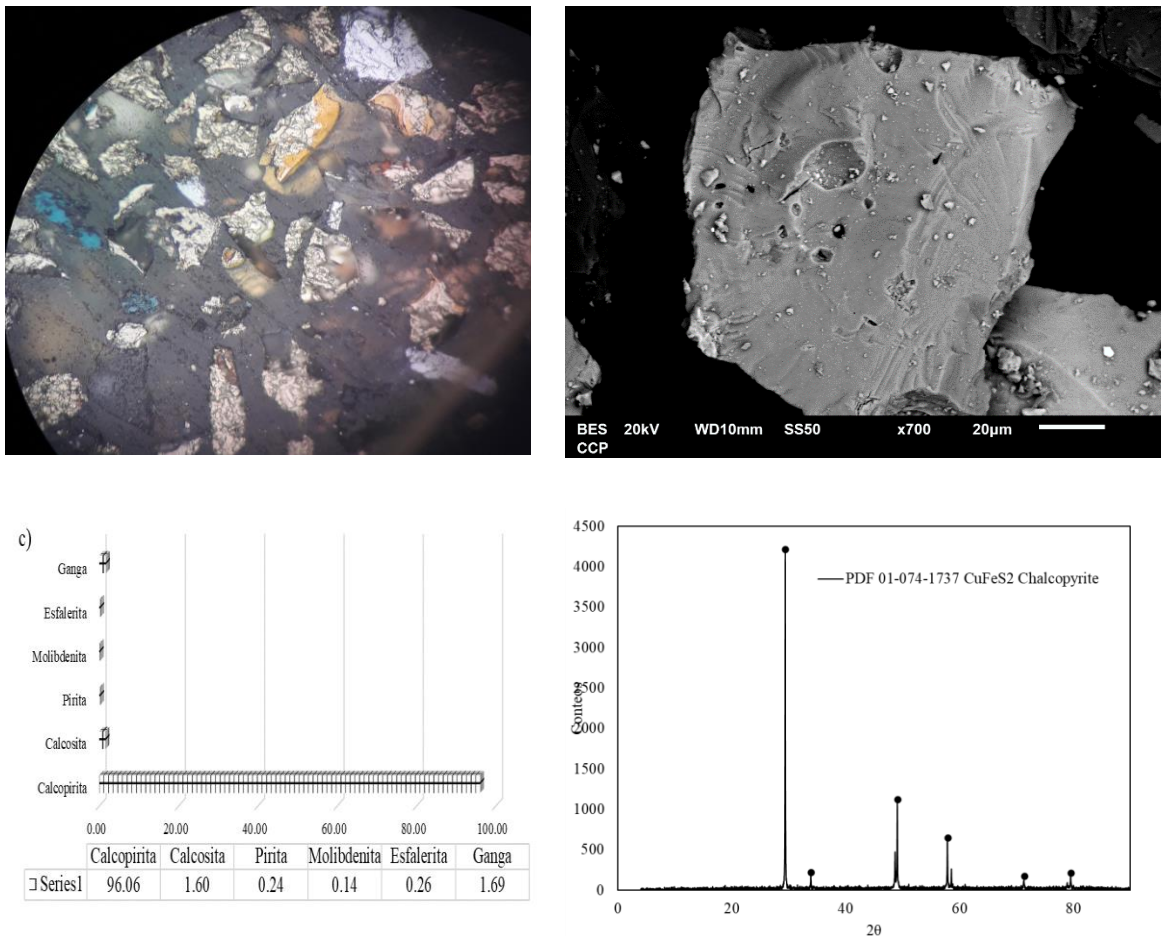 BES 20kV WD10mm SS50 x700 20µm
CCP
c)
Ganga
Esfalerita
Molibdenita
Pirita
Calcosita
Calcopirita
0.00 20.00 40.00 60.00 80.00 100.00
Calcopirita Calcosita Pirita Molibdenita Esfalerita Ganga
Series1 96.06 1.60 0.24 0.14 0.26 1.69
4500
4000
3500
3000
2500
2000
1500
1000
500
0
Conteos
PDF 01-074-1737 CuFeS2 Chalcopyrite
0 20 40 60 80
2θ